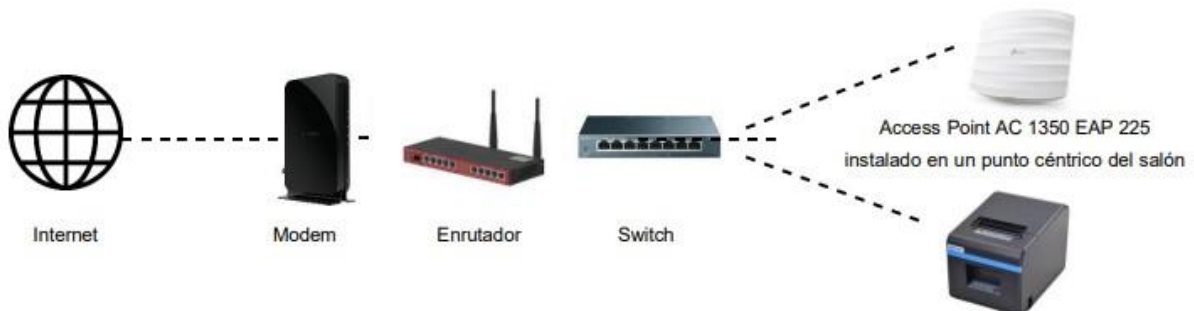 Access Point AC 1350 EAP 225
instalado en un punto céntrico del salón
Internet
Modem
Enrutador
Switch